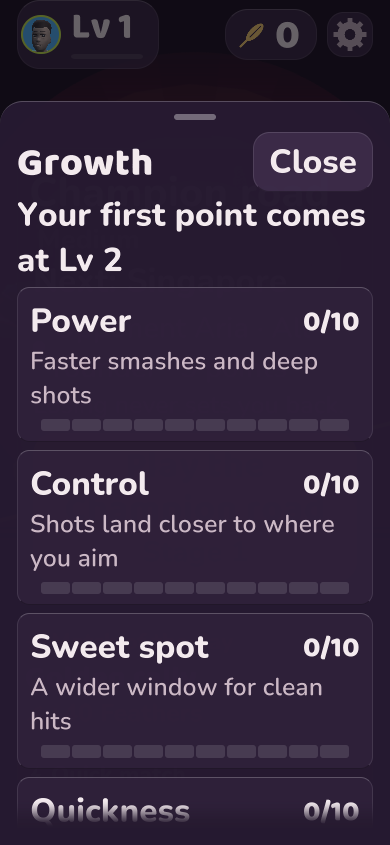 Lv 1
0
Growth
Close
Your first point comes
at Lv 2
Power
0/10
Faster smashes and deep
shots
Control
0/10
Shots land closer to where
you aim
Sweet spot
0/10
A wider window for clean
hits
Quickness
0/10